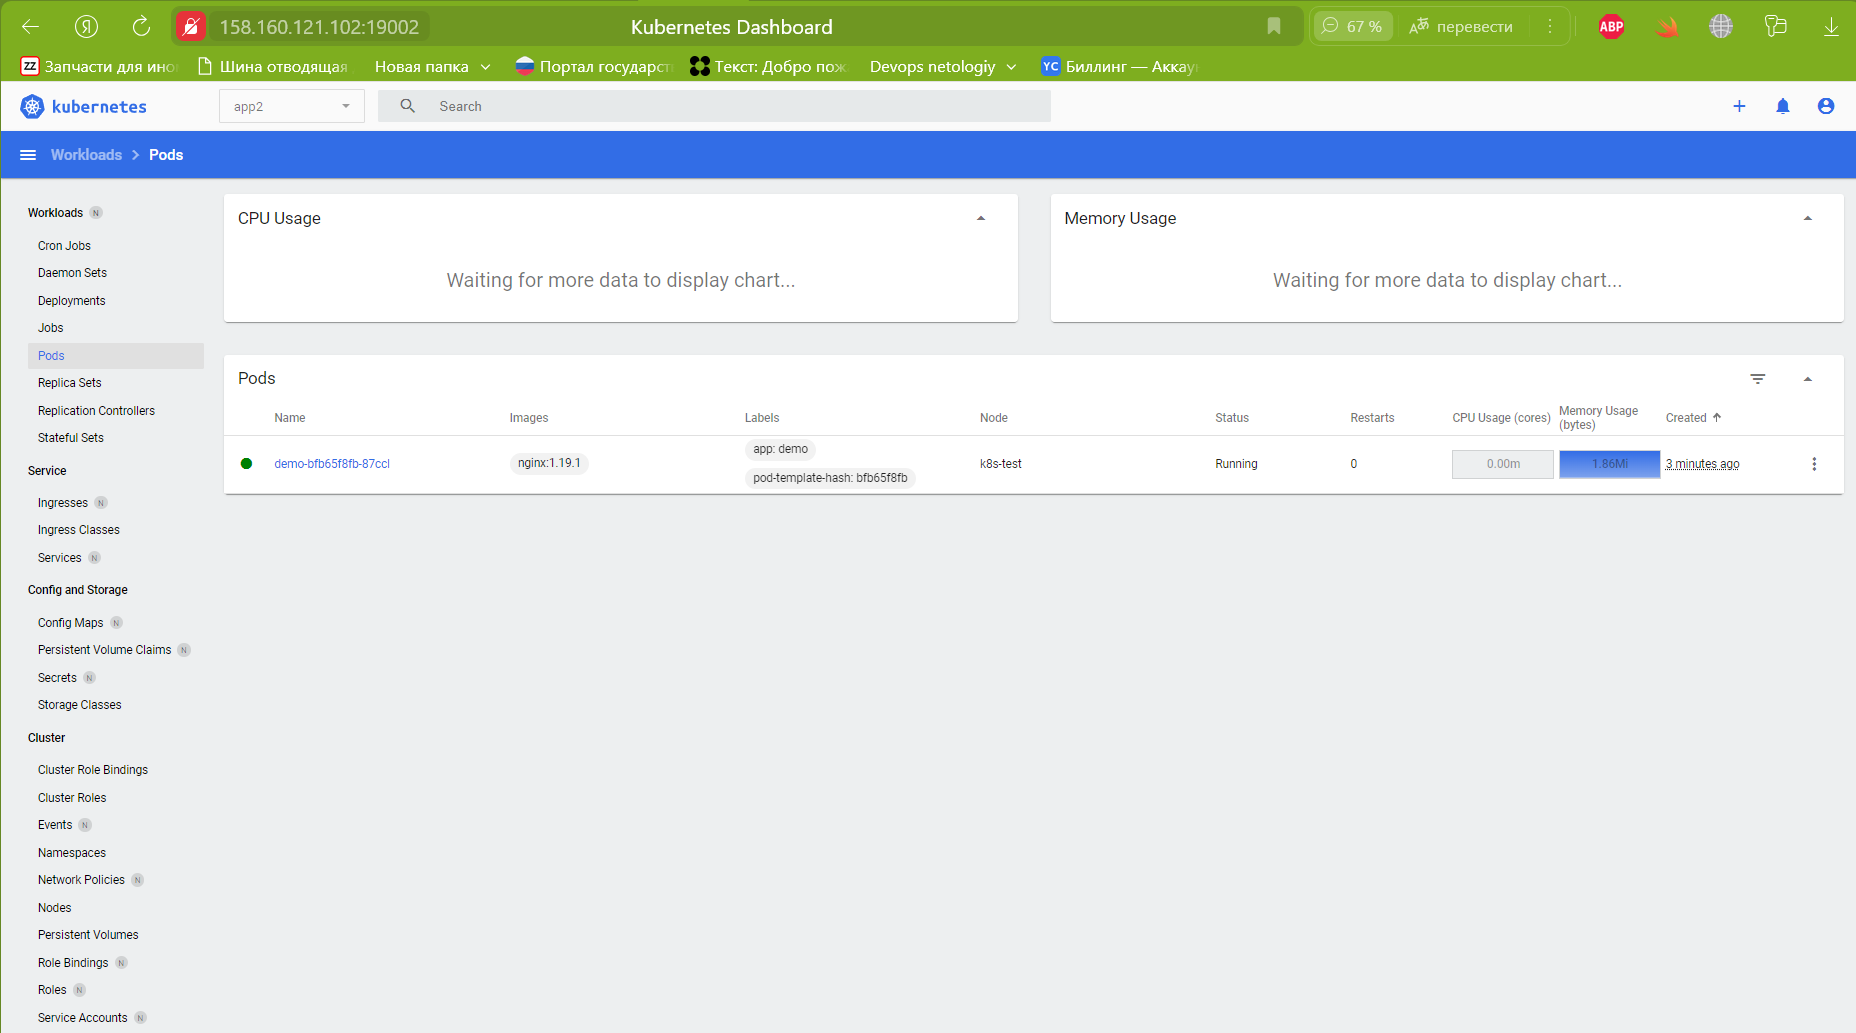 158.160.121.102:19002
Kubernetes Dashboard
67 %
перевести
ABP
ZZ Запчасти для ино
Шина отводящая
Новая папка
Портал государст
Текст: Добро пож
Devops netologiy
YC Биллинг — Аккау
kubernetes
app2
Search
Workloads
Pods
Workloads N
Cron Jobs
Daemon Sets
Deployments
Jobs
Pods
Replica Sets
Replication Controllers
Stateful Sets
Service
Ingresses N
Ingress Classes
Services N
Config and Storage
Config Maps N
Persistent Volume Claims N
Secrets N
Storage Classes
Cluster
Cluster Role Bindings
Cluster Roles
Events N
Namespaces
Network Policies N
Nodes
Persistent Volumes
Role Bindings N
Roles N
Service Accounts N
CPU Usage
Waiting for more data to display chart...
Memory Usage
Waiting for more data to display chart...
Pods
Name
Images
Labels
Node
Status
Restarts
CPU Usage (cores)
Memory Usage
(bytes)
Created
demo-bfb65f8fb-87ccl
nginx:1.19.1
app: demo
pod-template-hash: bfb65f8fb
k8s-test
Running
0
0.00m
1.86Mi
3 minutes ago